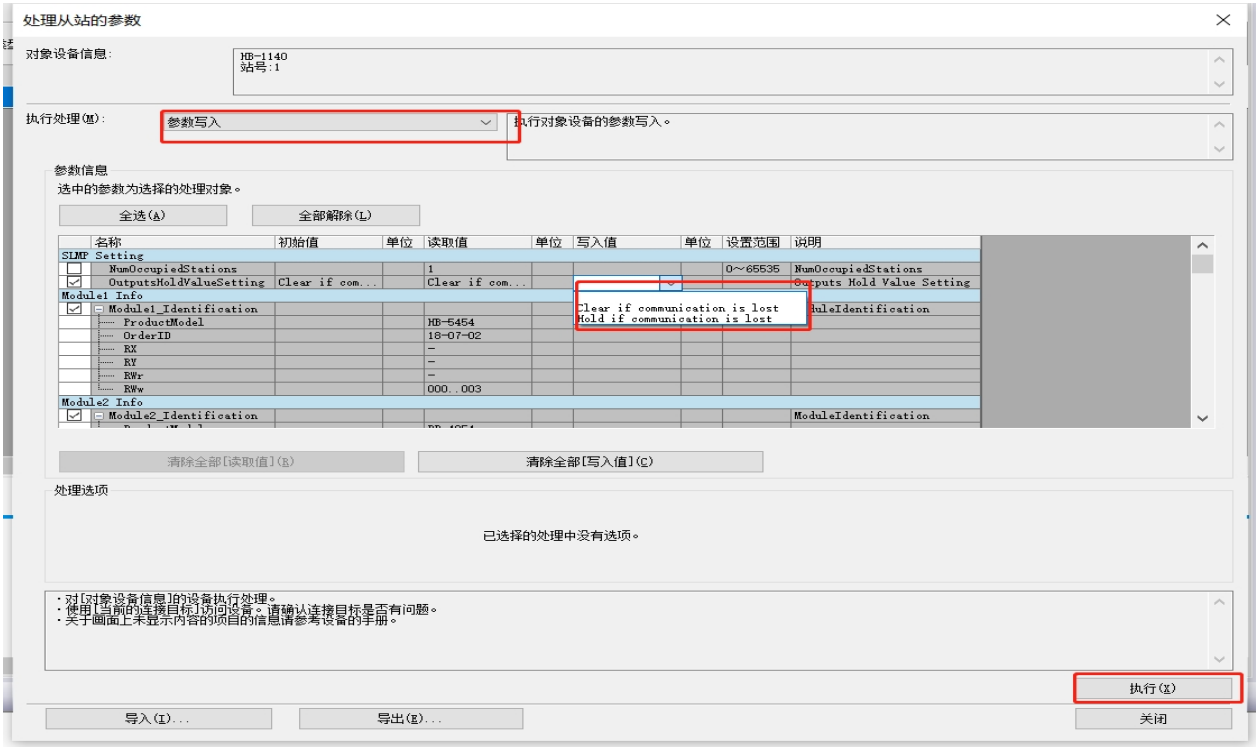 处理从站的参数
对象设备信息:
HB-1140
站号:1
执行处理(M):
参数写入
执行对象设备的参数写入。
参数信息
选中的参数为选择的处理对象。
全选(A) 全部解除(L)
名称 初始值 单位 读取值 单位 写入值 单位 设置范围 说明
SLMP Setting
NumOccupiedStations 1 0～65535 NumOccupiedStations
OutputsHoldValueSetting Clear if com... Clear if com... Outputs Hold Value Setting
Module1 Info
Clear if communication is lost
Module1_Identification duleIdentification
Hold if communication is lost
ProductModel HB-5454
OrderID 18-07-02
RX —
RY —
RWr —
RWw 000..003
Module2 Info
Module2_Identification ModuleIdentification
清除全部[读取值](R) 清除全部[写入值](C)
处理选项
已选择的处理中没有选项。
·对[对象设备信息]的设备执行处理。
·使用[当前的连接目标]访问设备。请确认连接目标是否有问题。
·关于画面上未显示内容的项目的信息请参考设备的手册。
执行(X)
导入(I)... 导出(E)... 关闭